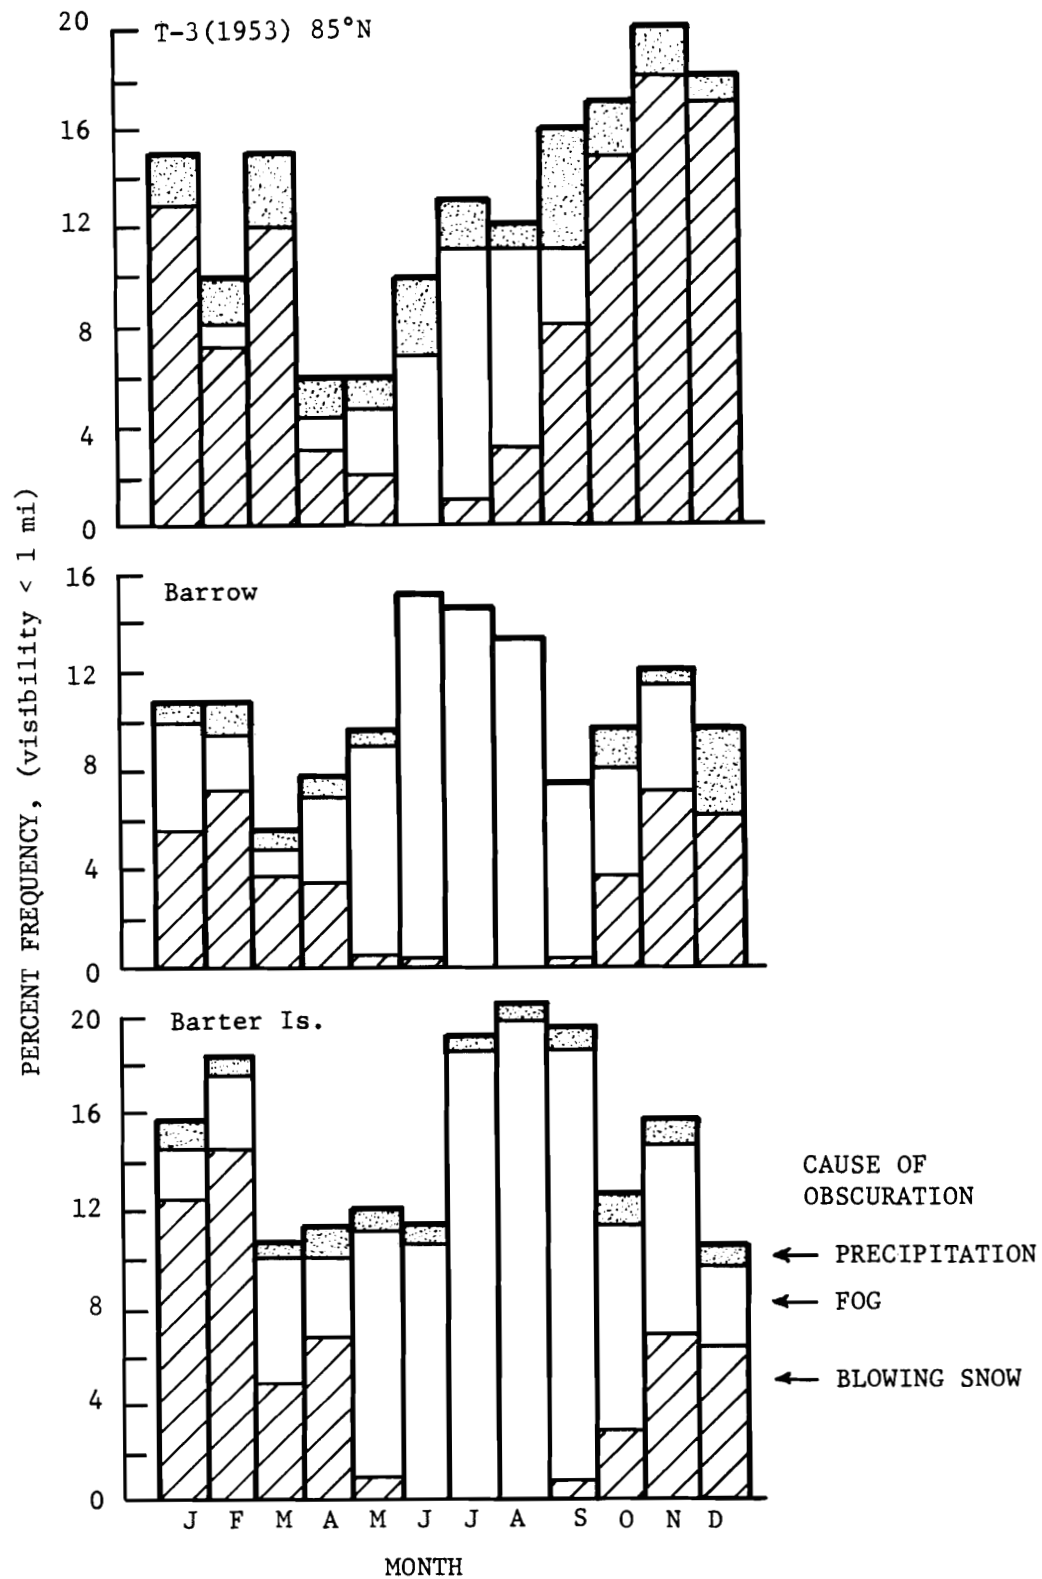 T-3(1953) 85°N
20
16
12
8
4
0
PERCENT FREQUENCY, (visibility < 1 mi)
Barrow
16
12
8
4
0
Barter Is.
20
16
12
8
4
0
CAUSE OF
OBSCURATION
PRECIPITATION
FOG
BLOWING SNOW
J F M A M J J A S O N D
MONTH